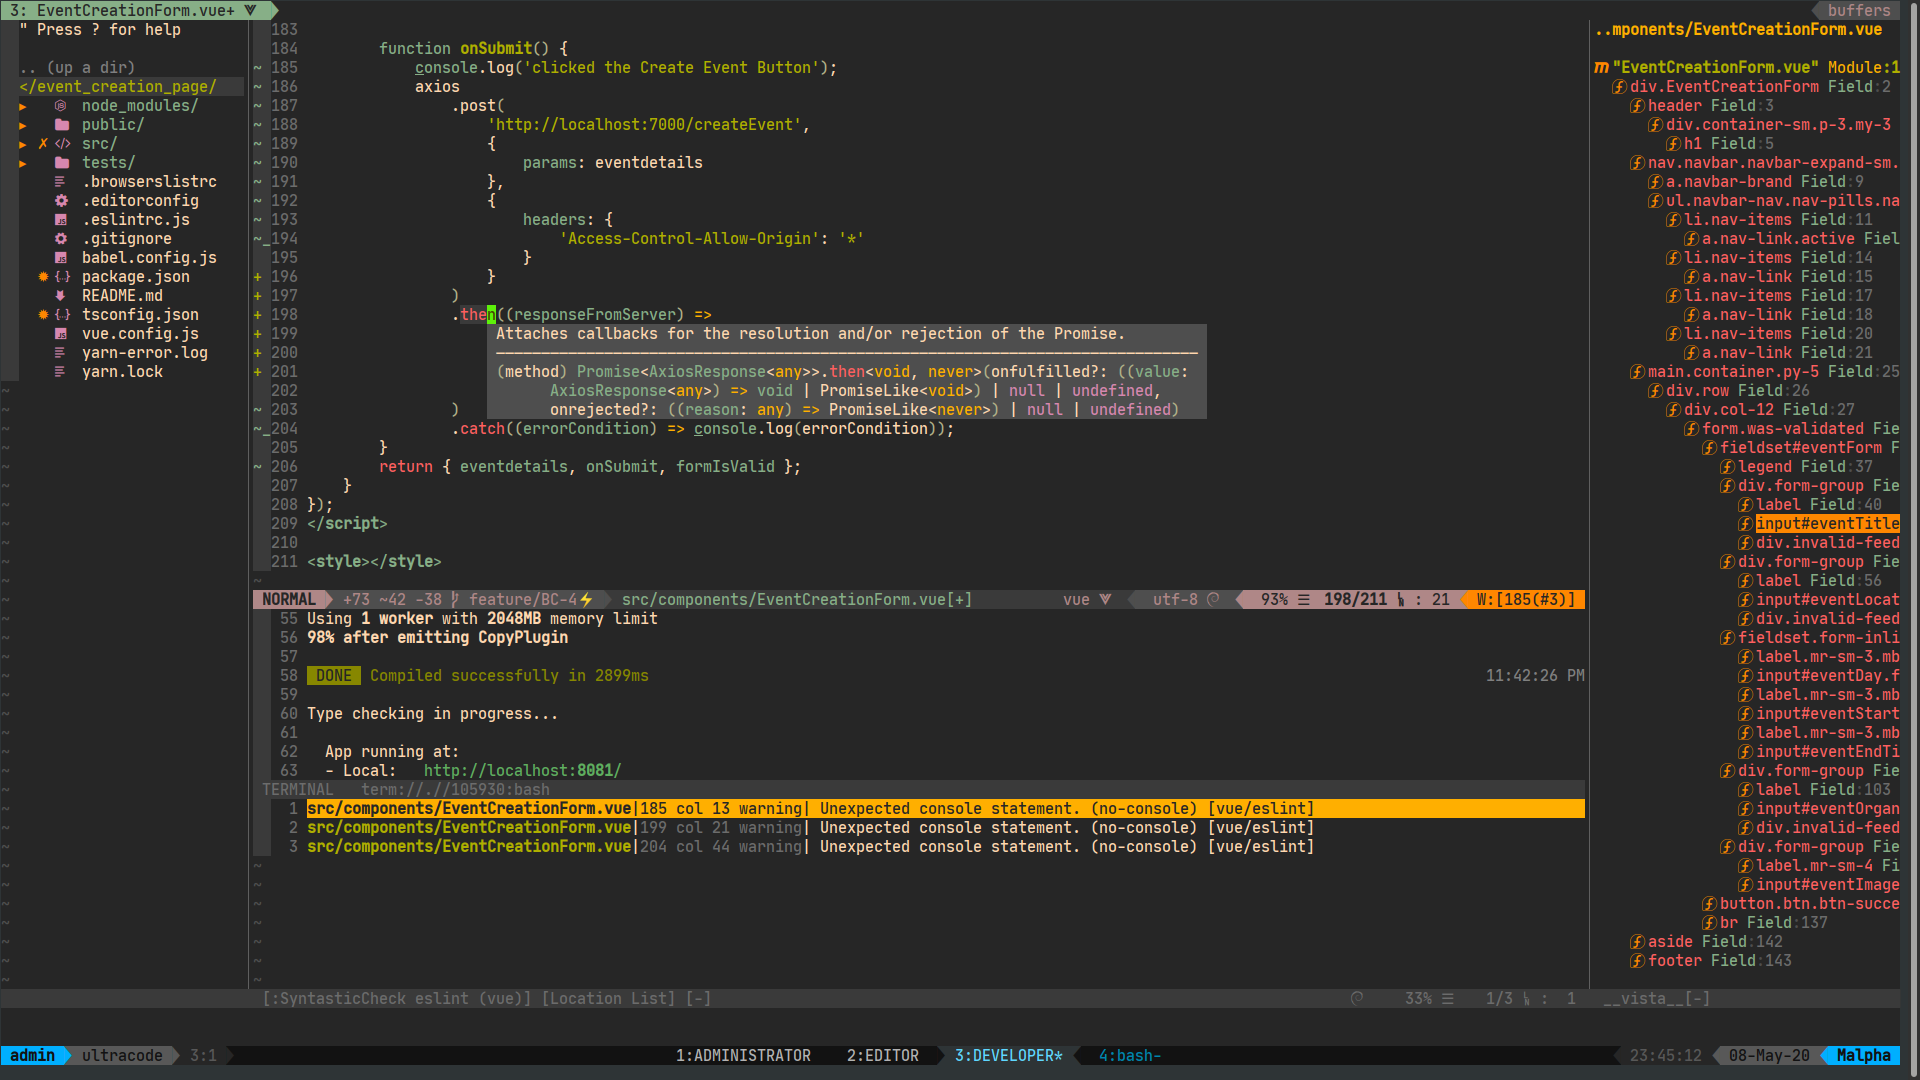 3: EventCreationForm.vue+
buffers
" Press ? for help
.. (up a dir)
</event_creation_page/
▸ node_modules/
▸ public/
▸ ✗ </> src/
▸ tests/
.browserslistrc
.editorconfig
.eslintrc.js
.gitignore
babel.config.js
{..} package.json
README.md
{..} tsconfig.json
vue.config.js
yarn-error.log
yarn.lock
183
184         function onSubmit() {
~ 185             console.log('clicked the Create Event Button');
~ 186             axios
~ 187                 .post(
~ 188                     'http://localhost:7000/createEvent',
~ 189                     {
~ 190                         params: eventdetails
~ 191                     },
~ 192                     {
~ 193                         headers: {
~_194                             'Access-Control-Allow-Origin': '*'
195                         }
+ 196                     }
+ 197                 )
+ 198                 .then((responseFromServer) =>
+ 199 Attaches callbacks for the resolution and/or rejection of the Promise.
+ 200
+ 201 (method) Promise<AxiosResponse<any>>.then<void, never>(onfulfilled?: ((value:
202 AxiosResponse<any>) => void | PromiseLike<void>) | null | undefined,
~ 203                 ) onrejected?: ((reason: any) => PromiseLike<never>) | null | undefined)
~_204                 .catch((errorCondition) => console.log(errorCondition));
205         }
~ 206         return { eventdetails, onSubmit, formIsValid };
207     }
208 });
209 </script>
210
211 <style></style>
~
NORMAL +73 ~42 -38 feature/BC-4⚡ src/components/EventCreationForm.vue[+] vue utf-8 93% ☰ 198/211 : 21 W:[185(#3)]
55 Using 1 worker with 2048MB memory limit
56 98% after emitting CopyPlugin
57
58 DONE Compiled successfully in 2899ms 11:42:26 PM
59
60 Type checking in progress...
61
62   App running at:
63   - Local:   http://localhost:8081/
TERMINAL term://.//105930:bash
1 src/components/EventCreationForm.vue|185 col 13 warning| Unexpected console statement. (no-console) [vue/eslint]
2 src/components/EventCreationForm.vue|199 col 21 warning| Unexpected console statement. (no-console) [vue/eslint]
3 src/components/EventCreationForm.vue|204 col 44 warning| Unexpected console statement. (no-console) [vue/eslint]
[:SyntasticCheck eslint (vue)] [Location List] [-] 33% ☰ 1/3 : 1
..mponents/EventCreationForm.vue
m"EventCreationForm.vue" Module:1
div.EventCreationForm Field:2
header Field:3
div.container-sm.p-3.my-3
h1 Field:5
nav.navbar.navbar-expand-sm.
a.navbar-brand Field:9
ul.navbar-nav.nav-pills.na
li.nav-items Field:11
a.nav-link.active Fiel
li.nav-items Field:14
a.nav-link Field:15
li.nav-items Field:17
a.nav-link Field:18
li.nav-items Field:20
a.nav-link Field:21
main.container.py-5 Field:25
div.row Field:26
div.col-12 Field:27
form.was-validated Fie
fieldset#eventForm F
legend Field:37
div.form-group Fie
label Field:40
input#eventTitle
div.invalid-feed
div.form-group Fie
label Field:56
input#eventLocat
div.invalid-feed
fieldset.form-inli
label.mr-sm-3.mb
input#eventDay.f
label.mr-sm-3.mb
input#eventStart
label.mr-sm-3.mb
input#eventEndTi
div.form-group Fie
label Field:103
input#eventOrgan
div.invalid-feed
div.form-group Fie
label.mr-sm-4 Fi
input#eventImage
button.btn.btn-succe
br Field:137
aside Field:142
footer Field:143
__vista__[-]
admin ultracode 3:1 1:ADMINISTRATOR 2:EDITOR 3:DEVELOPER* 4:bash- 23:45:12 08-May-20 Malpha